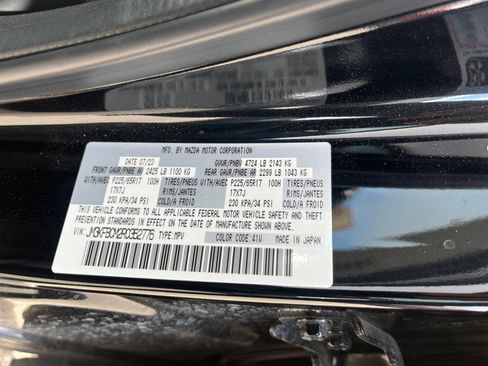 MFD. BY MAZDA MOTOR CORPORATION
DATE 07/23 GVWR/PNBV 4724 LB 2143 KG
FRONT GAWR/PNBE AR 2425 LB 1100 KG REAR GAWR/PNBE AR 2299 LB 1043 KG
WITH/AVEC P225/65R17 100H TIRES/PNEUS WITH/AVEC P225/65R17 100H TIRES/PNEUS
17X7J RIMS/JANTES 17X7J RIMS/JANTES
230 KPA/34 PSI COLD/A FROID 230 KPA/34 PSI COLD/A FROID
THIS VEHICLE CONFORMS TO ALL APPLICABLE FEDERAL MOTOR VEHICLE SAFETY AND THEFT
PREVENTION STANDARDS IN EFFECT ON THE DATE OF MANUFACTURE SHOWN ABOVE.
VIN: TYPE:MPV COLOR CODE:41W MADE IN JAPAN